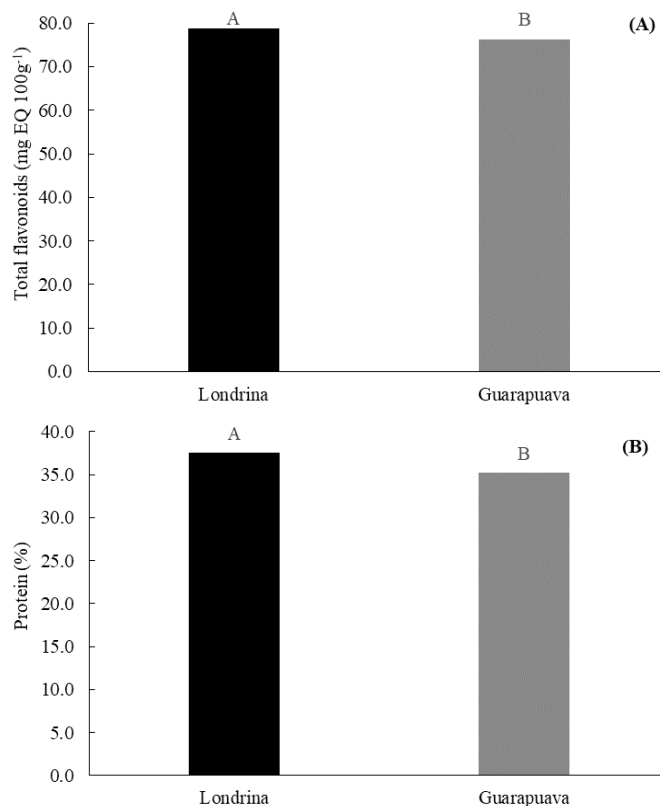 80.0
A
B
(A)
70.0
60.0
50.0
40.0
30.0
20.0
10.0
0.0
Total flavonoids (mg EQ 100g⁻¹)
Londrina
Guarapuava
40.0
A
B
(B)
35.0
30.0
25.0
20.0
15.0
10.0
5.0
0.0
Protein (%)
Londrina
Guarapuava